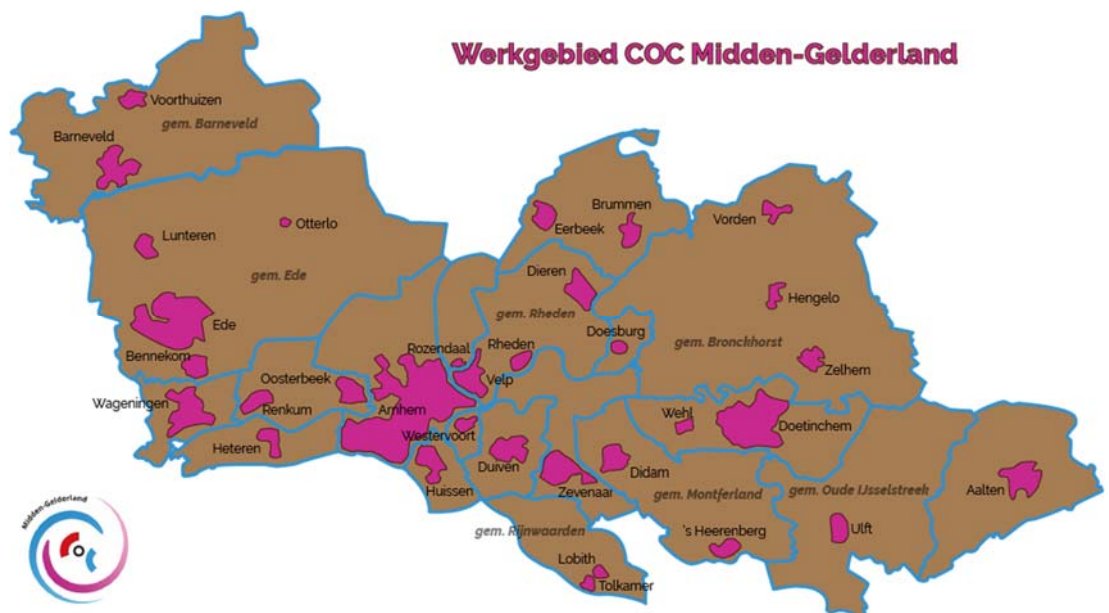 Werkgebied COC Midden-Gelderland
Voorthuizen
gem. Barneveld
Barneveld
Brummen
Vorden
Eerbeek
Otterlo
Lunteren
Dieren
gem. Ede
Hengelo
gem. Rheden
Ede
Doesburg
gem. Bronckhorst
Rozendaal
Rheden
Bennekom
Zelhem
Oosterbeek
Velp
Wageningen
Renkum
Arnhem
Wehl
Doetinchem
Westervoort
Heteren
Duiven
Didam
Huissen
Zevenaar
gem. Montferland
gem. Oude IJsselstreek
Aalten
gem. Rijnwaarden
's Heerenberg
Ulft
Lobith
Tolkamer
Midden-Gelderland
COC